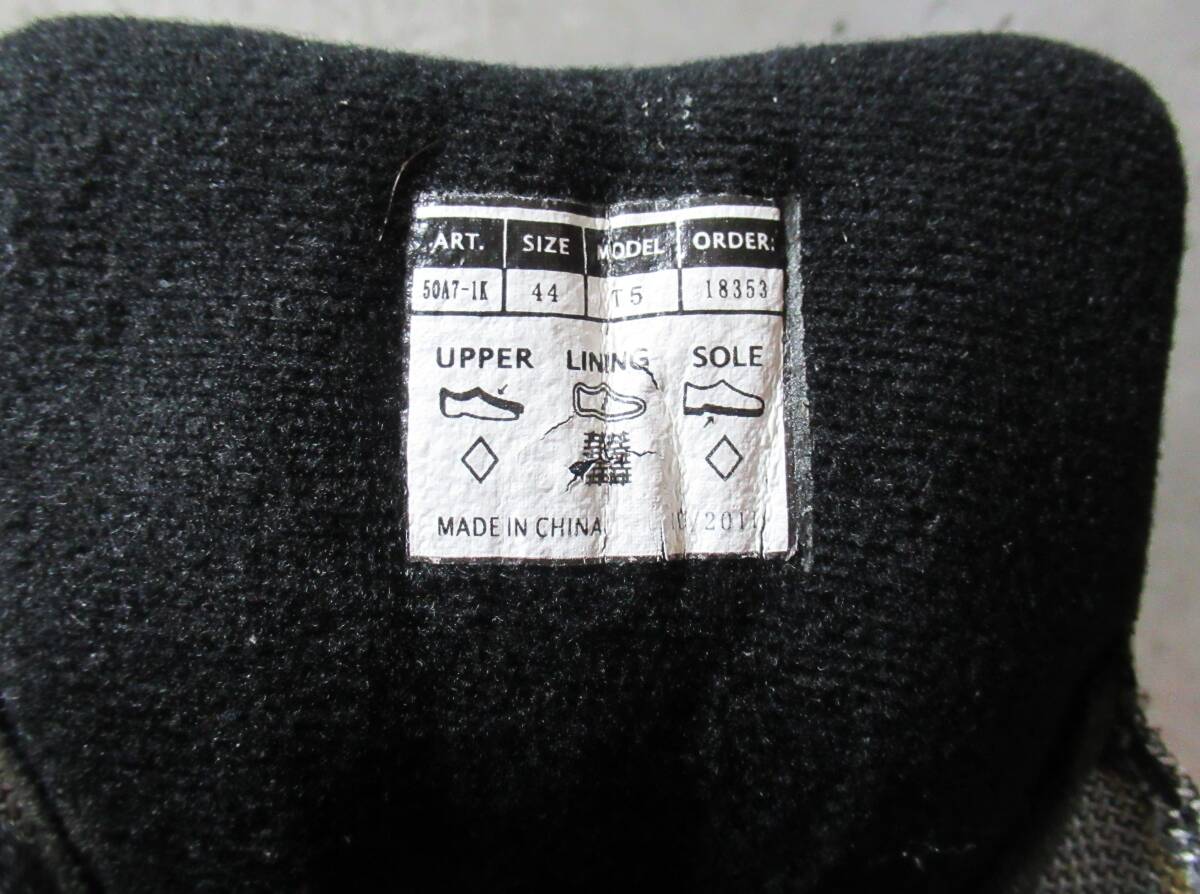 ART. SIZE MODEL ORDER:
50A7-1K 44 T5 18353
UPPER LINING SOLE
MADE IN CHINA